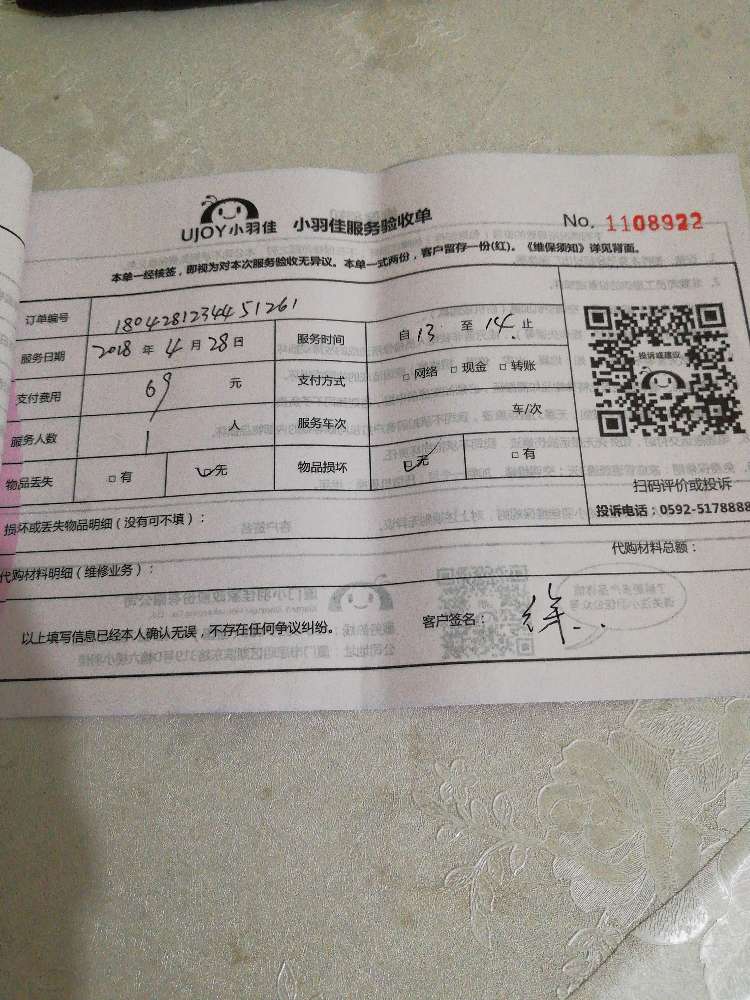 UJOY小羽佳 小羽佳服务验收单 No. 1108922
本单一经核签，即视为对本次服务验收无异议。本单一式两份，客户留存一份(红)。《维保须知》详见背面。
订单编号 1804281234451261
服务日期 2018 年 4 月 28 日 服务时间 自 13 至 14 止
支付费用 69 元 支付方式 □ 网络 □ 现金 □ 转账
服务人数 1 人 服务车次 车/次
物品丢失 □ 有 ☑ 无 物品损坏 ☑ 无 □ 有
投诉或建议
扫码评价或投诉
投诉电话：0592-5178888
损坏或丢失物品明细（没有可不填）：
代购材料明细（维修业务）： 代购材料总额：
以上填写信息已经本人确认无误，不存在任何争议纠纷。 客户签名：